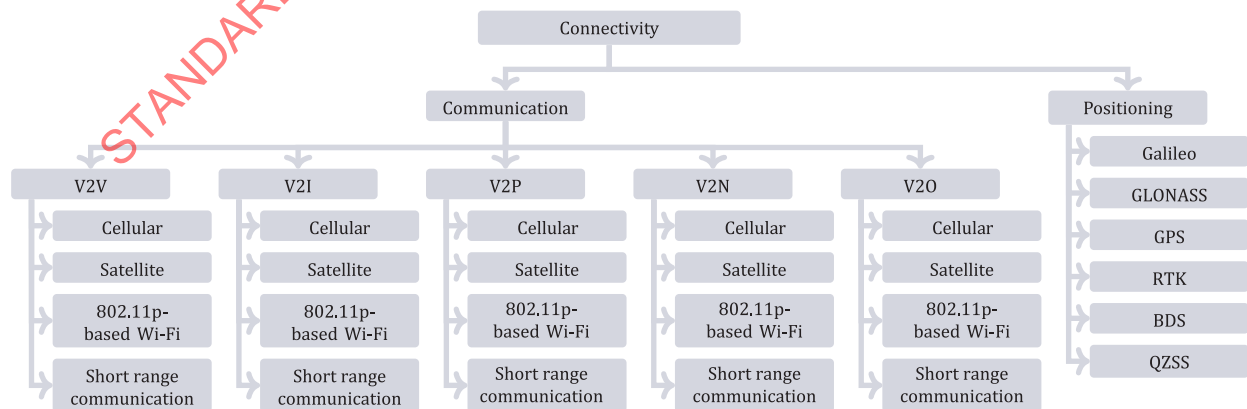 STANDAR
Connectivity
Communication
Positioning
V2V
V2I
V2P
V2N
V2O
Cellular
Satellite
802.11p-
based Wi-Fi
Short range
communication
Cellular
Satellite
802.11p-
based Wi-Fi
Short range
communication
Cellular
Satellite
802.11p-
based Wi-Fi
Short range
communication
Cellular
Satellite
802.11p-
based Wi-Fi
Short range
communication
Cellular
Satellite
802.11p-
based Wi-Fi
Short range
communication
Galileo
GLONASS
GPS
RTK
BDS
QZSS